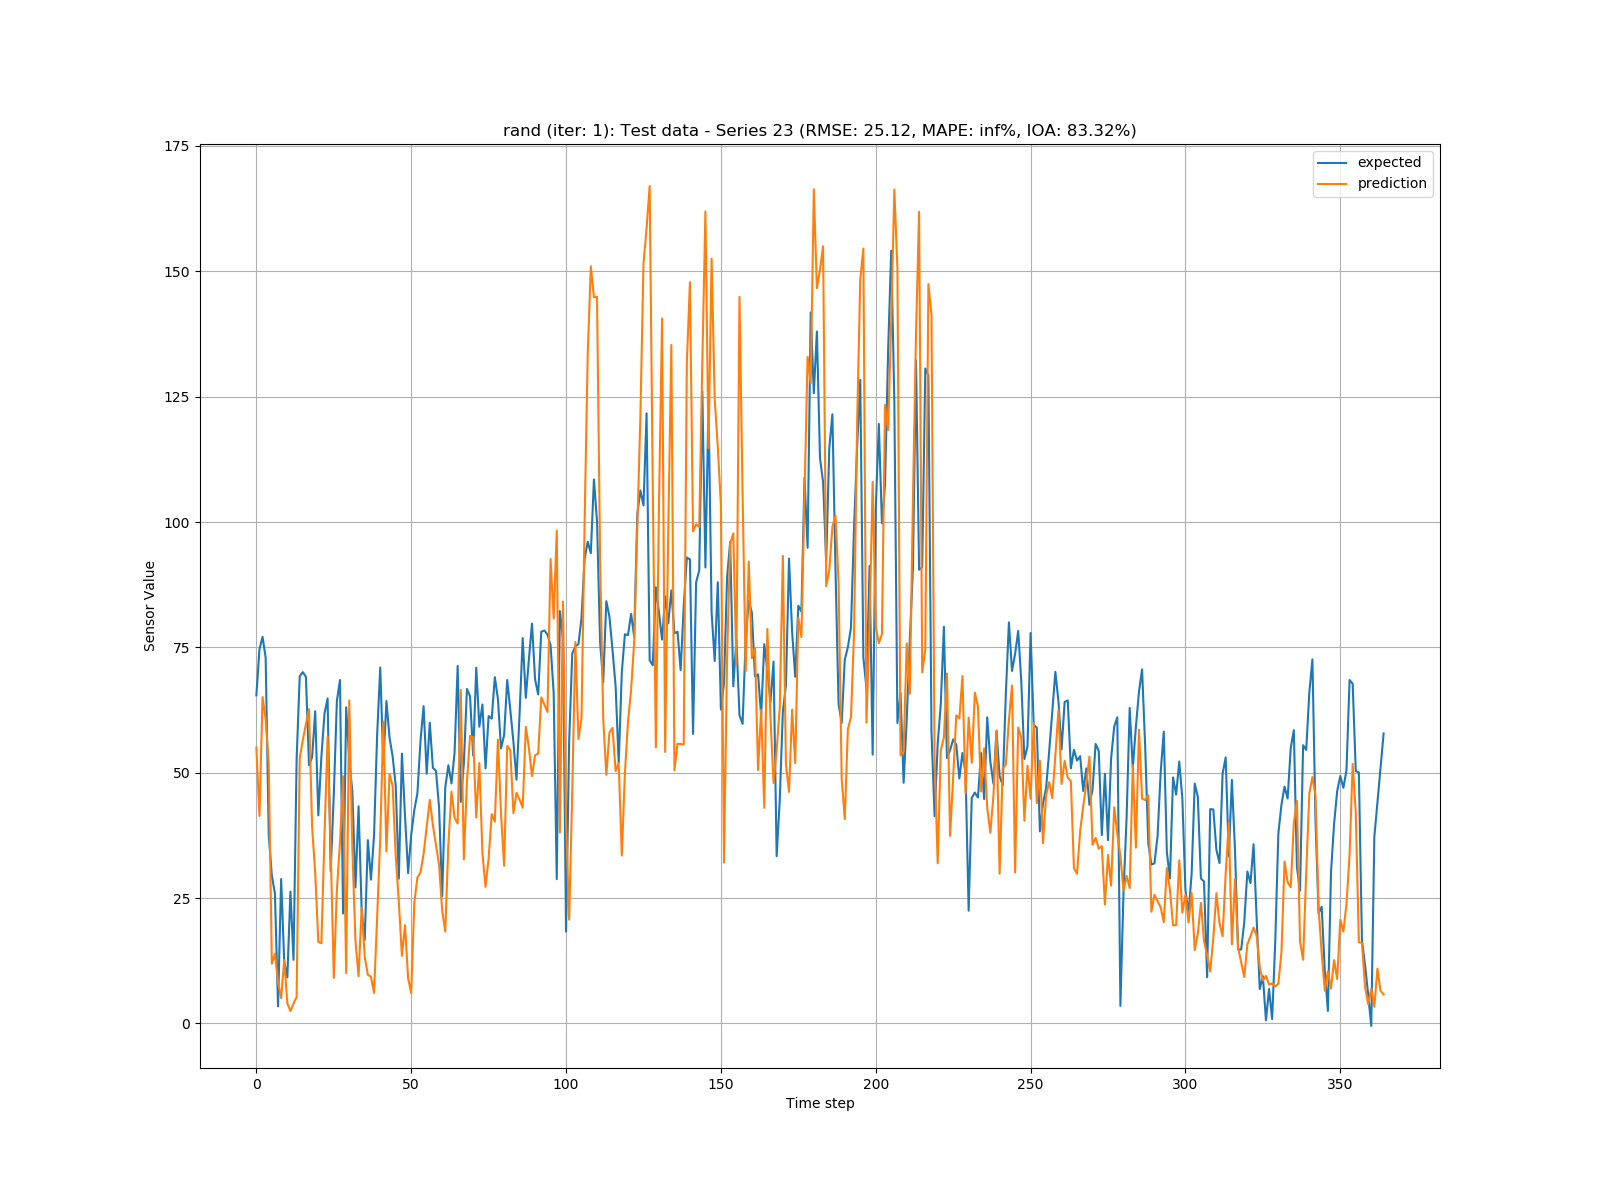 rand (iter: 1): Test data - Series 23 (RMSE: 25.12, MAPE: inf%, IOA: 83.32%)
expected
prediction
175
150
125
100
75
50
25
0
Sensor Value
0 50 100 150 200 250 300 350
Time step